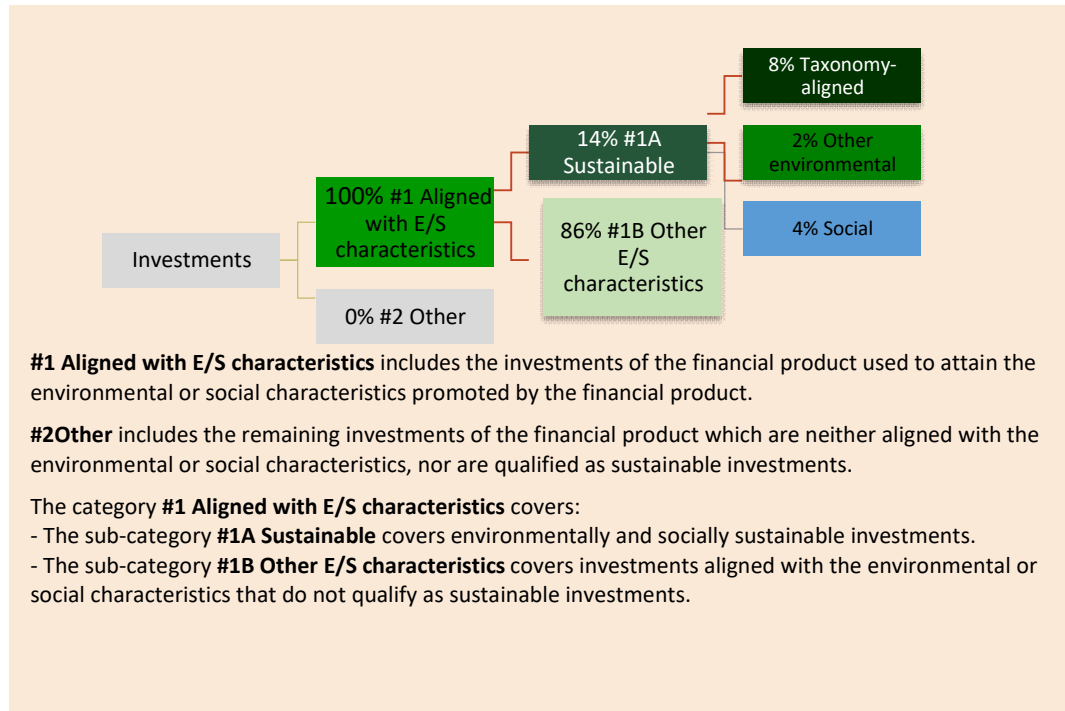 8% Taxonomy-
aligned
14% #1A
Sustainable
2% Other
environmental
100% #1 Aligned
with E/S
characteristics
86% #1B Other
E/S
characteristics
4% Social
Investments
0% #2 Other
#1 Aligned with E/S characteristics includes the investments of the financial product used to attain the
environmental or social characteristics promoted by the financial product.
#2Other includes the remaining investments of the financial product which are neither aligned with the
environmental or social characteristics, nor are qualified as sustainable investments.
The category #1 Aligned with E/S characteristics covers:
- The sub-category #1A Sustainable covers environmentally and socially sustainable investments.
- The sub-category #1B Other E/S characteristics covers investments aligned with the environmental or
social characteristics that do not qualify as sustainable investments.